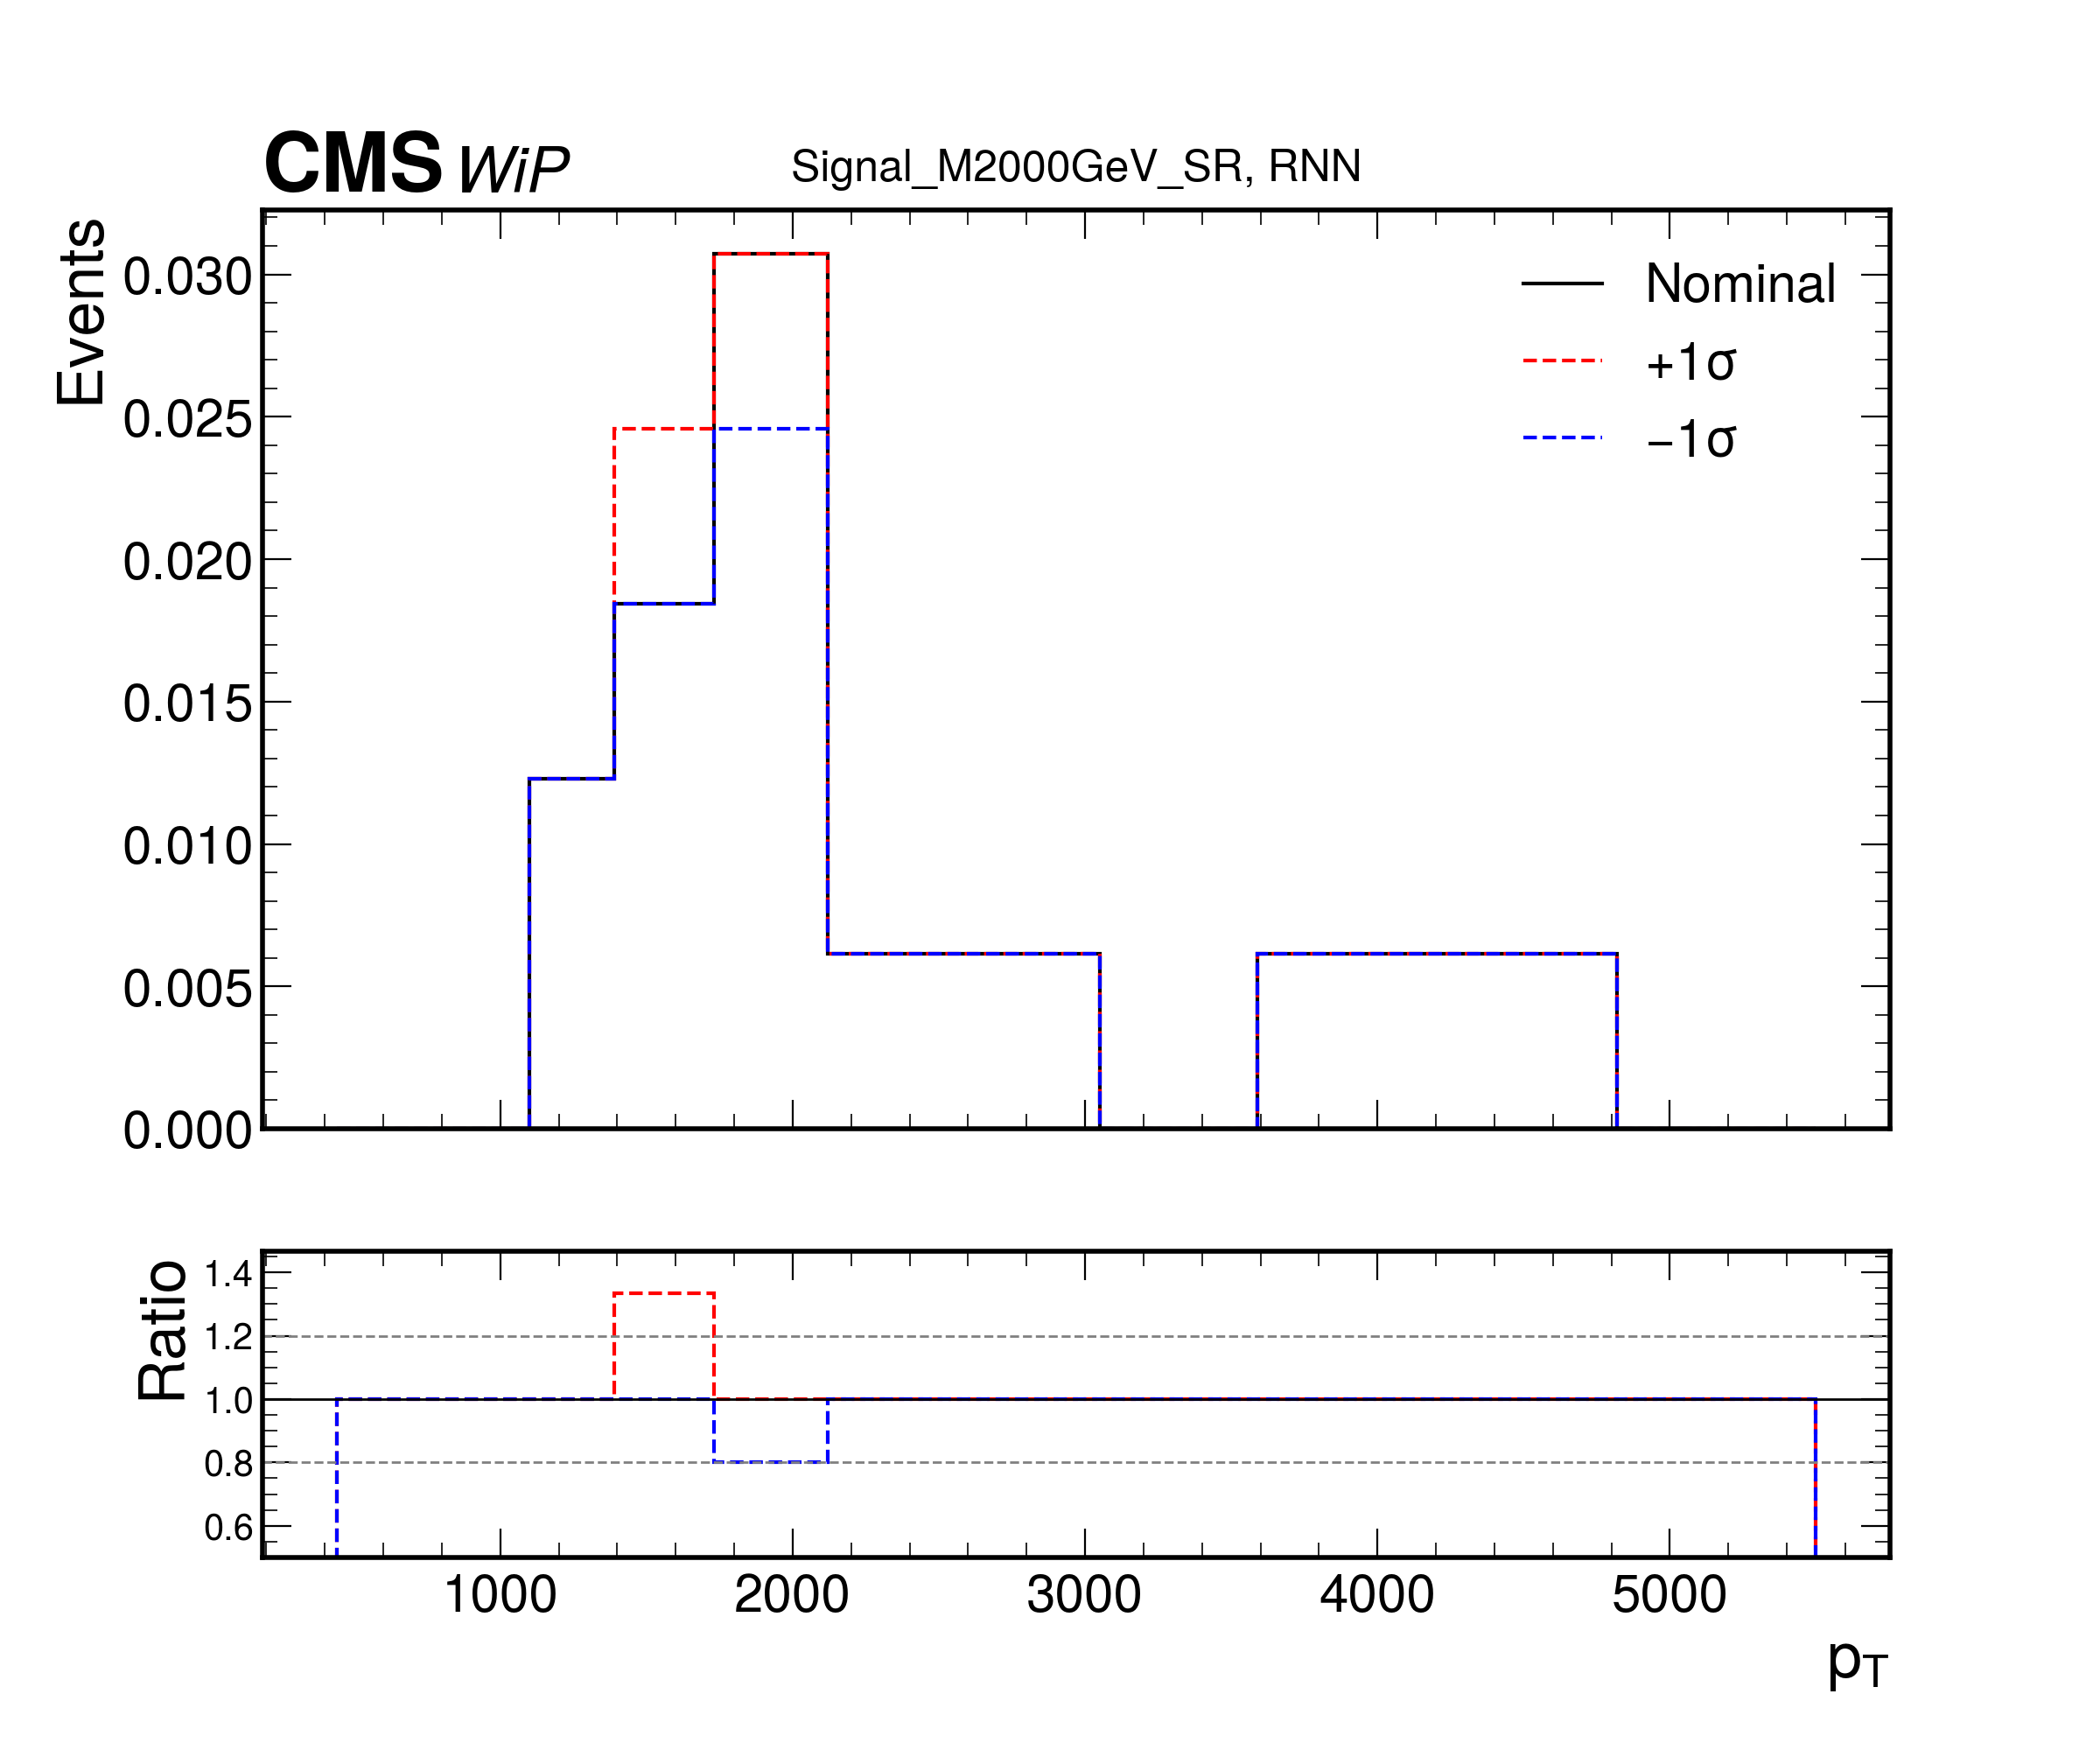 CMS WiP
Signal_M2000GeV_SR, RNN
Events
0.030
0.025
0.020
0.015
0.010
0.005
0.000
Nominal
+1σ
−1σ
Ratio
1.4
1.2
1.0
0.8
0.6
1000 2000 3000 4000 5000
pT